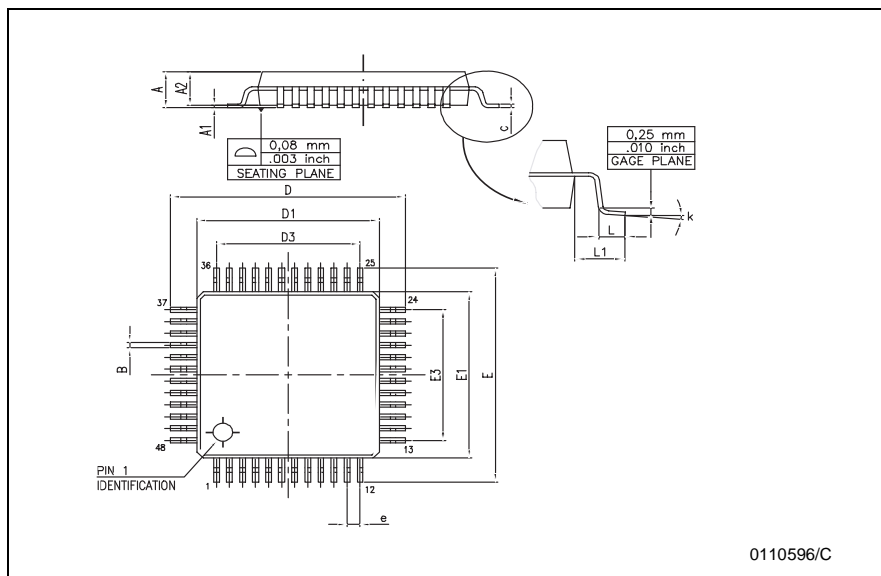 A
A2
A1
c
0,08 mm
.003 inch
SEATING PLANE
0,25 mm
.010 inch
GAGE PLANE
k
L
L1
D
D1
D3
36
25
37
24
B
E3
E1
E
48
13
PIN 1
IDENTIFICATION
1
12
e
0110596/C